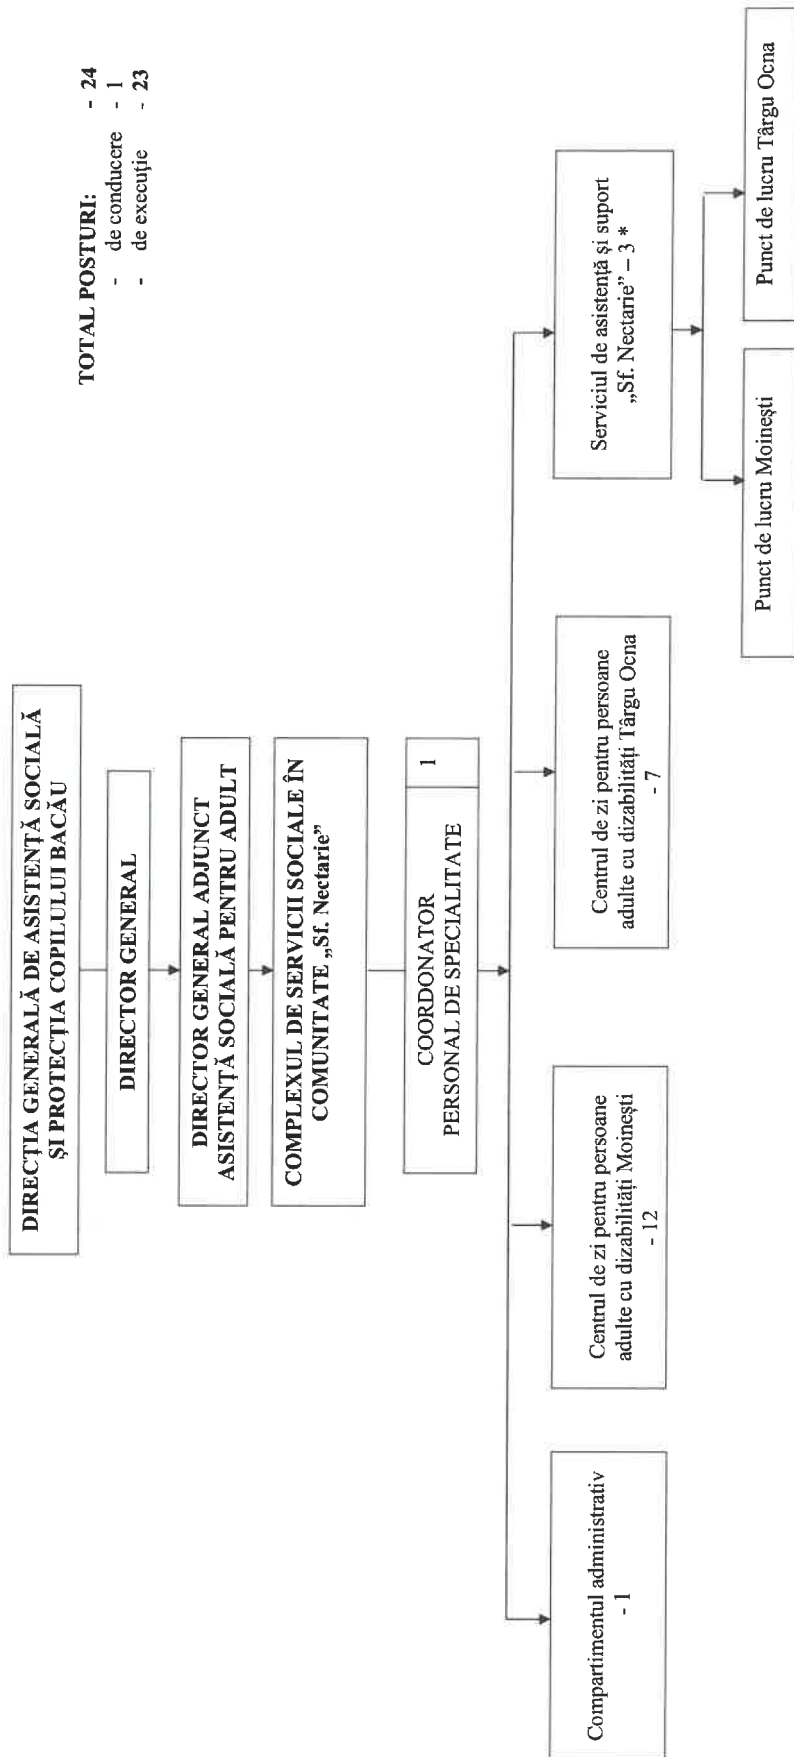 DIRECȚIA GENERALĂ DE ASISTENȚĂ SOCIALĂ
ȘI PROTECȚIA COPILULUI BACĂU
TOTAL POSTURI: - 24
- de conducere - 1
- de execuție - 23
DIRECTOR GENERAL
DIRECTOR GENERAL ADJUNCT
ASISTENȚĂ SOCIALĂ PENTRU ADULT
COMPLEXUL DE SERVICII SOCIALE ÎN
COMUNITATE „Sf. Nectarie”
COORDONATOR
PERSONAL DE SPECIALITATE
1
Compartimentul administrativ
- 1
Centrul de zi pentru persoane
adulte cu dizabilități Moinești
- 12
Centrul de zi pentru persoane
adulte cu dizabilități Târgu Ocna
- 7
Serviciul de asistență și suport
„Sf. Nectarie” – 3 *
Punct de lucru Moinești
Punct de lucru Târgu Ocna